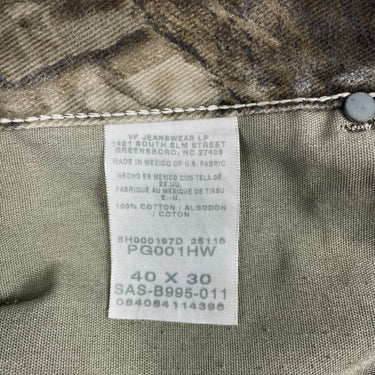 VF JEANSWEAR LP
1421 SOUTH ELM STREET
GREENSBORO, NC 27406
MADE IN MEXICO OF U.S. FABRIC
HECHO EN MEXICO CON TELA DE
EE.UU.
FABRIQUE AU MEXIQUE DE TISSU
E.-U.
100% COTTON / ALGODON
/ COTON
SH000197D 25116
PG001HW
40 X 30
SAS-B995-011
084084114396